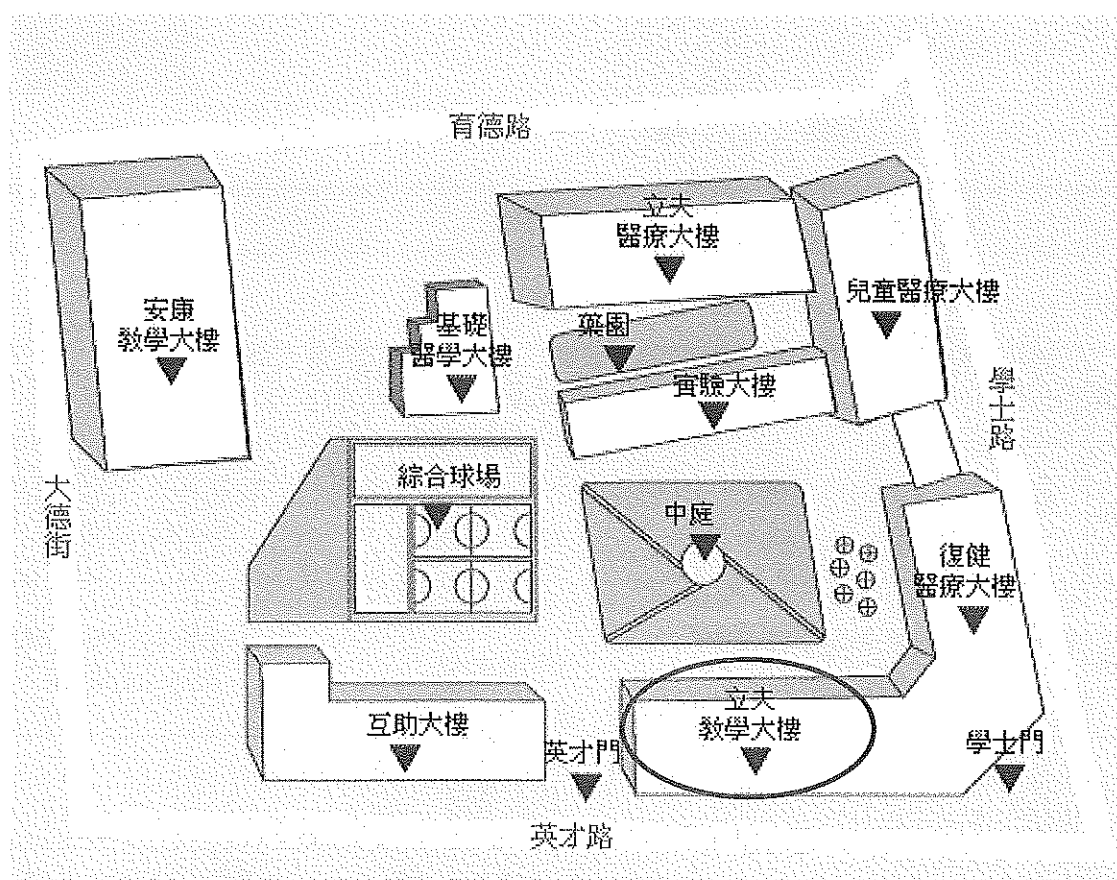 育德路
立夫
醫療大樓
兒童醫療大樓
安康
教學大樓
基礎
醫學大樓
藥園
實驗大樓
學士路
綜合球場
大德街
中庭
復健
醫療大樓
互助大樓
英才門
立夫
教學大樓
學士門
英才路